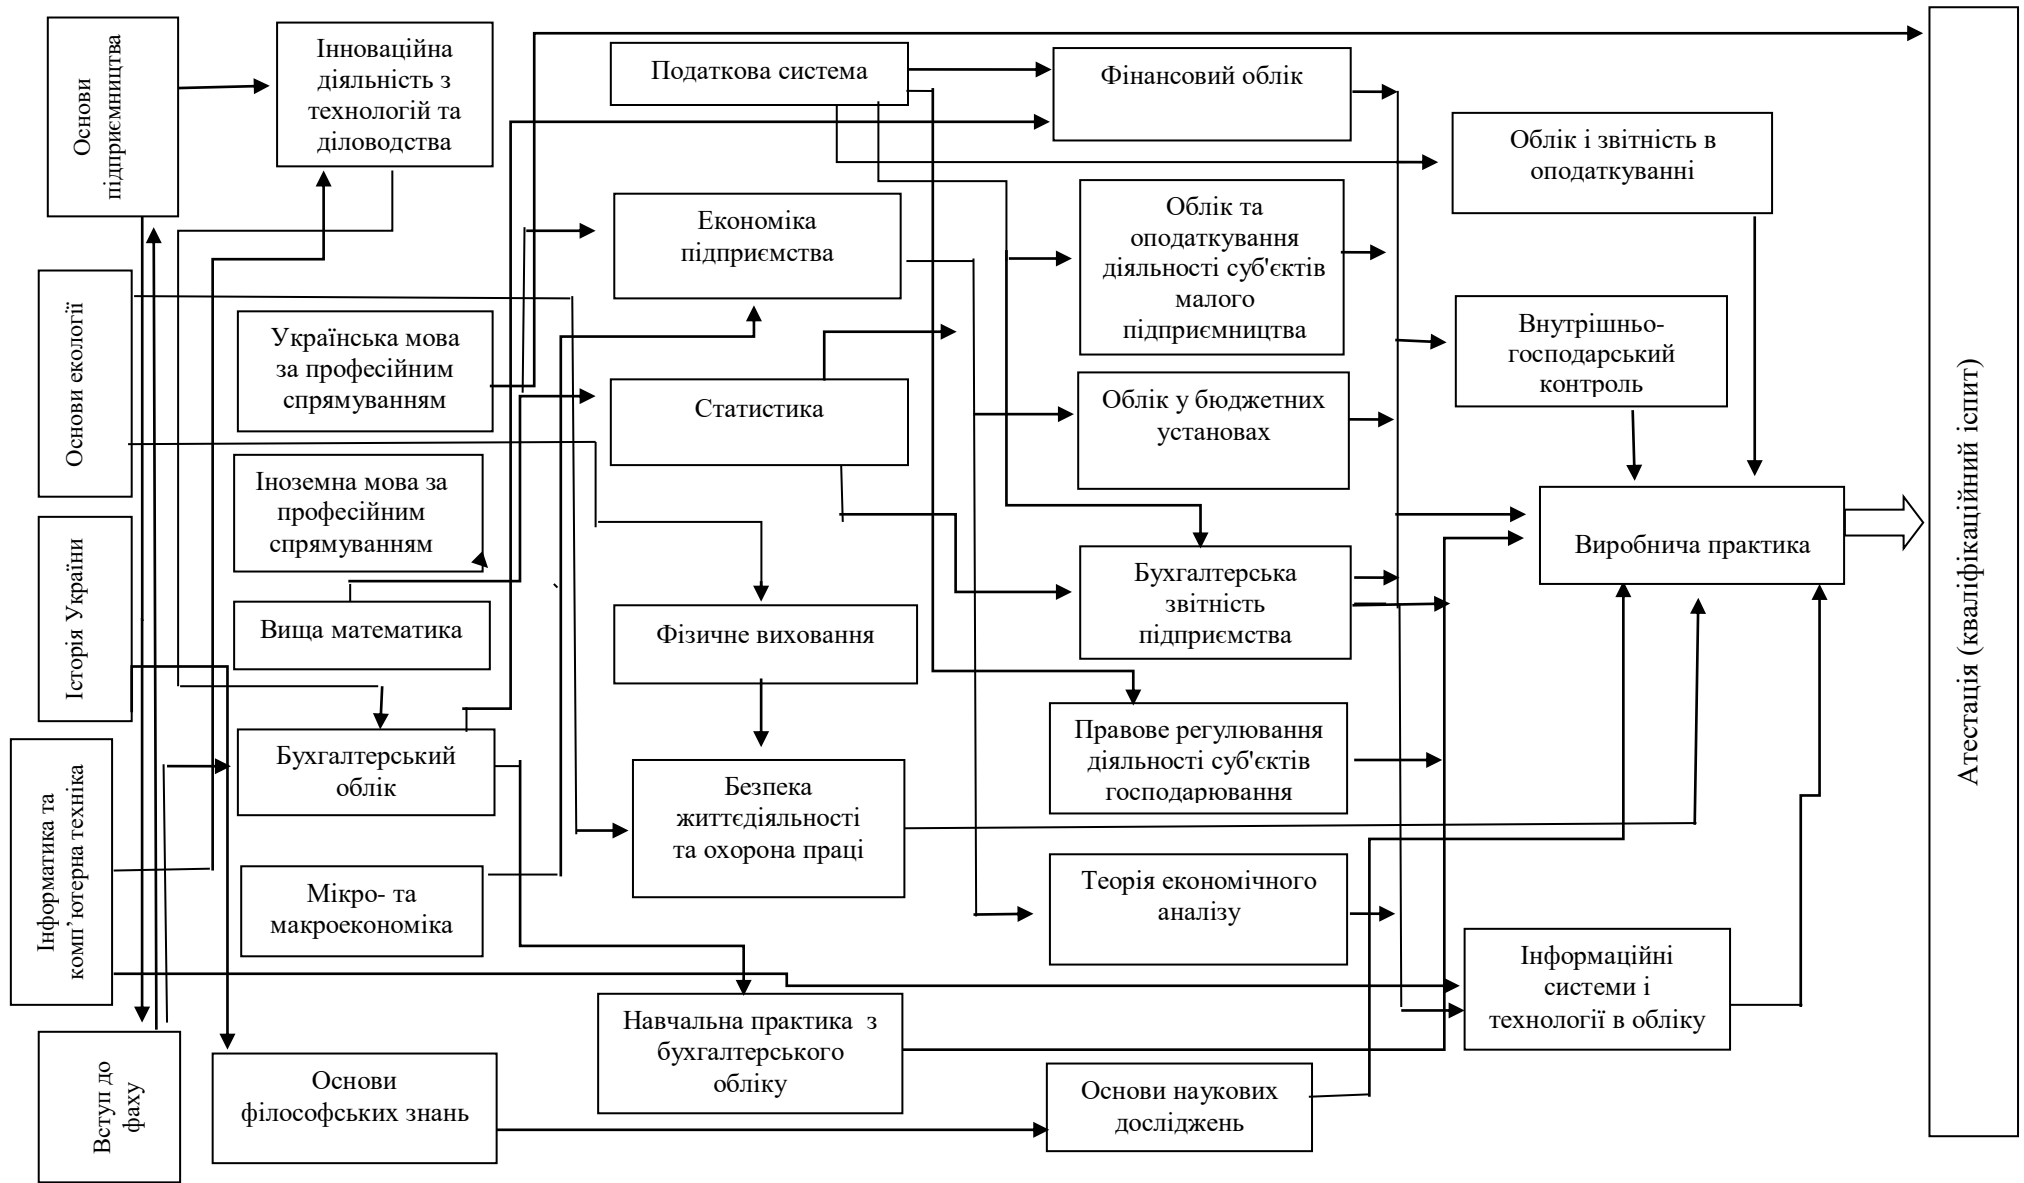 Основи
підприємництва
Основи екології
Історія України
Інформатика та
комп’ютерна техніка
Вступ до
фаху
Інноваційна
діяльність з
технологій та
діловодства
Українська мова
за професійним
спрямуванням
Іноземна мова за
професійним
спрямуванням
Вища математика
Бухгалтерський
облік
Мікро- та
макроекономіка
Основи
філософських знань
Податкова система
Економіка
підприємства
Статистика
Фізичне виховання
Безпека
життєдіяльності
та охорона праці
Навчальна практика з
бухгалтерського
обліку
Фінансовий облік
Облік та
оподаткування
діяльності суб'єктів
малого
підприємництва
Облік у бюджетних
установах
Бухгалтерська
звітність
підприємства
Правове регулювання
діяльності суб'єктів
господарювання
Теорія економічного
аналізу
Основи наукових
досліджень
Облік і звітність в
оподаткуванні
Внутрішньо-
господарський
контроль
Виробнича практика
Інформаційні
системи і
технології в обліку
Атестація (кваліфікаційний іспит)